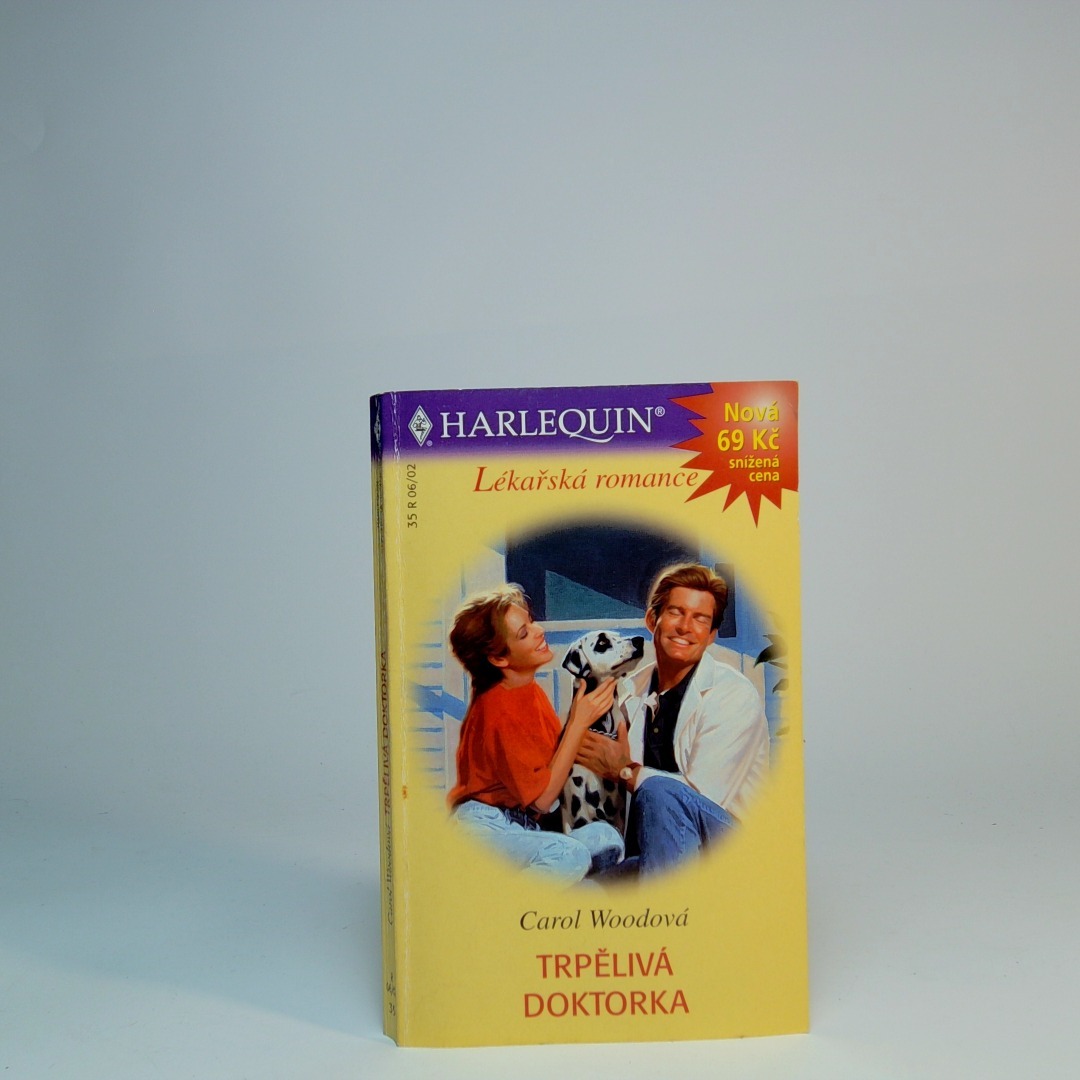 HARLEQUIN®
Nová
69 Kč
snížená
cena
Lékařská romance
35 R 06/02
Carol Woodová
TRPĚLIVÁ
DOKTORKA
Carol Woodová TRPĚLIVÁ DOKTORKA
35